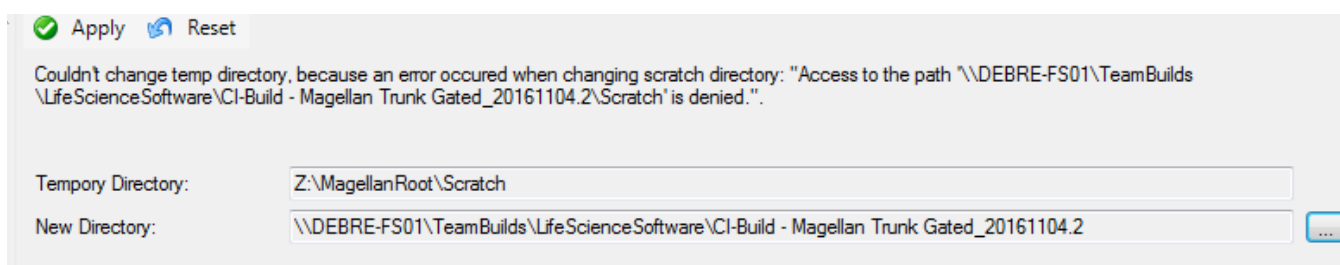 Apply Reset
Couldn't change temp directory, because an error occured when changing scratch directory: "Access to the path '\\DEBRE-FS01\TeamBuilds
\LifeScienceSoftware\CI-Build - Magellan Trunk Gated_20161104.2\Scratch' is denied.".
Tempory Directory: Z:\MagellanRoot\Scratch
New Directory: \\DEBRE-FS01\TeamBuilds\LifeScienceSoftware\CI-Build - Magellan Trunk Gated_20161104.2 ...